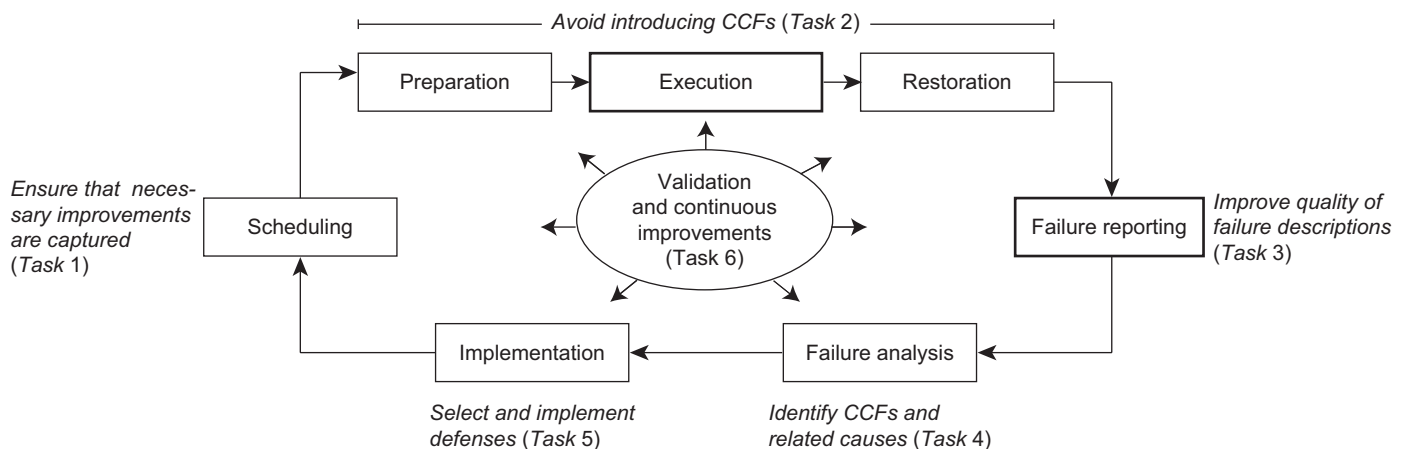 Avoid introducing CCFs (Task 2)
Preparation
Execution
Restoration
Ensure that neces-
sary improvements
are captured
(Task 1)
Scheduling
Validation
and continuous
improvements
(Task 6)
Failure reporting
Improve quality of
failure descriptions
(Task 3)
Implementation
Failure analysis
Select and implement
defenses (Task 5)
Identify CCFs and
related causes (Task 4)